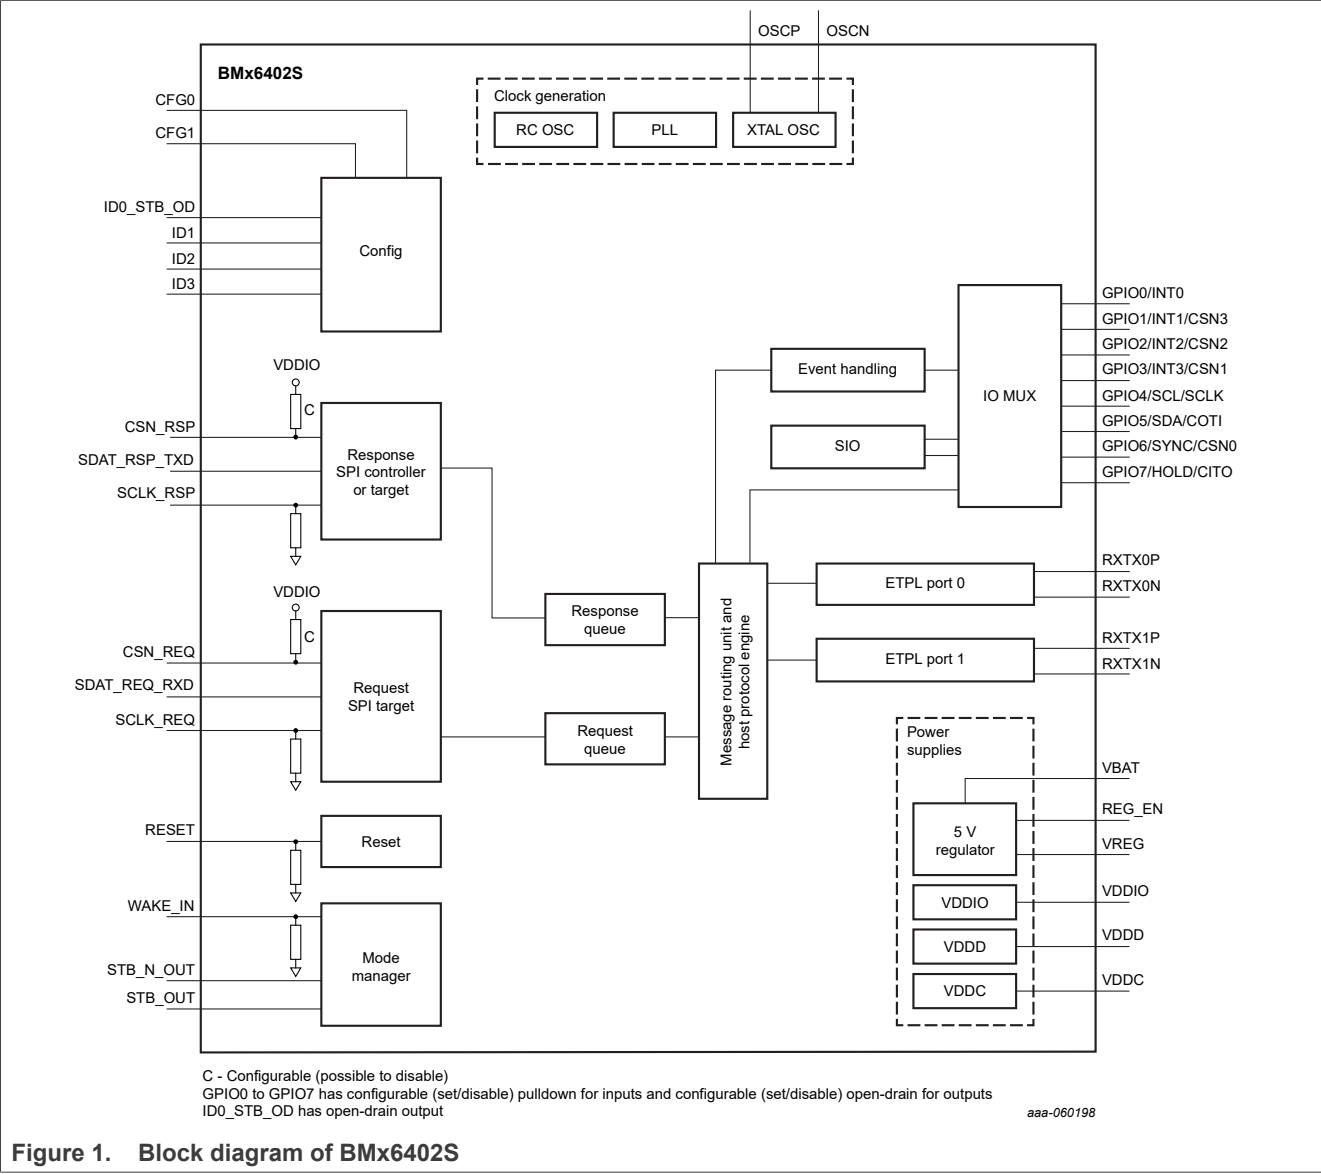 OSCP
OSCN
BMx6402S
CFG0
CFG1
Clock generation
RC OSC
PLL
XTAL OSC
ID0_STB_OD
ID1
ID2
ID3
Config
GPIO0/INT0
GPIO1/INT1/CSN3
GPIO2/INT2/CSN2
GPIO3/INT3/CSN1
GPIO4/SCL/SCLK
GPIO5/SDA/COTI
GPIO6/SYNC/CSN0
GPIO7/HOLD/CITO
Event handling
SIO
IO MUX
VDDIO
C
CSN_RSP
SDAT_RSP_TXD
SCLK_RSP
Response
SPI controller
or target
VDDIO
C
CSN_REQ
SDAT_REQ_RXD
SCLK_REQ
Request
SPI target
Response
queue
Request
queue
Message routing unit and
host protocol engine
ETPL port 0
ETPL port 1
RXTX0P
RXTX0N
RXTX1P
RXTX1N
RESET
Reset
WAKE_IN
STB_N_OUT
STB_OUT
Mode
manager
Power
supplies
5 V
regulator
VDDIO
VDDD
VDDC
VBAT
REG_EN
VREG
VDDIO
VDDD
VDDC
C - Configurable (possible to disable)
GPIO0 to GPIO7 has configurable (set/disable) pulldown for inputs and configurable (set/disable) open-drain for outputs
ID0_STB_OD has open-drain output
aaa-060198
Figure 1. Block diagram of BMx6402S